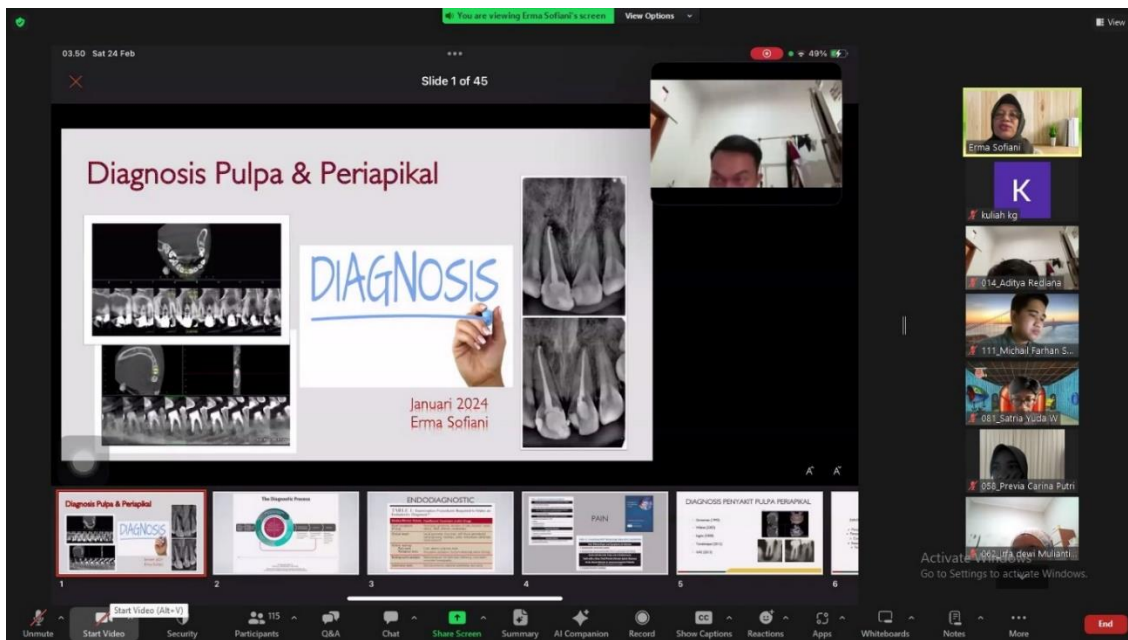 You are viewing Erma Sofiani's screen
View Options
View
03.50 Sat 24 Feb
49%
Slide 1 of 45
Diagnosis Pulpa & Periapikal
DIAGNOSIS
Januari 2024
Erma Sofiani
Erma Sofiani
K
kuliah kg
014_Aditya Rediana
111_Michail Farhan S...
081_Satria Yuda W
058_Previa Carina Putri
062_Irfa dewi Mulianti...
Diagnosis Pulpa & Periapikal
DIAGNOSIS
The Diagnostic Process
ENDODIAGNOSTIC
PAIN
DIAGNOSIS PENYAKIT PULPA PERIAPIKAL
1
2
3
4
5
6
Activate Windows
Go to Settings to activate Windows.
Start Video (Alt+V)
115
Unmute
Start Video
Security
Participants
Q&A
Chat
Share Screen
Summary
AI Companion
Record
Show Captions
Reactions
Apps
Whiteboards
Notes
More
End